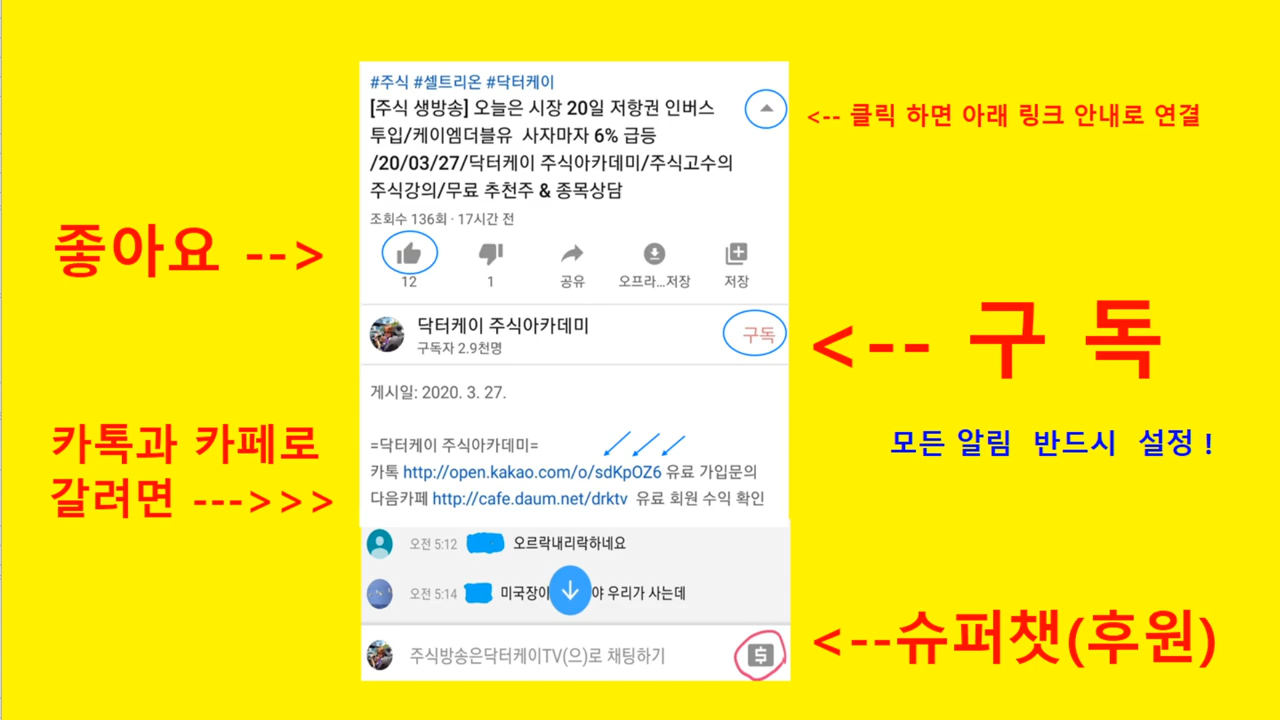 #주식 #셀트리온 #닥터케이
[주식 생방송] 오늘은 시장 20일 저항권 인버스
투입/케이엠더블유 사자마자 6% 급등
/20/03/27/닥터케이 주식아카데미/주식고수의
주식강의/무료 추천주 & 종목상담
<-- 클릭 하면 아래 링크 안내로 연결
조회수 136회 · 17시간 전
좋아요 -->
12
1
공유
오프라...저장
저장
닥터케이 주식아카데미
구독자 2.9천명
구독
<-- 구 독
게시일: 2020. 3. 27.
모든 알림 반드시 설정 !
카톡과 카페로
갈려면 --->>>
=닥터케이 주식아카데미=
카톡 http://open.kakao.com/o/sdKpOZ6 유료 가입문의
다음카페 http://cafe.daum.net/drktv 유료 회원 수익 확인
오전 5:12 오르락내리락하네요
오전 5:14 미국장이 야 우리가 사는데
주식방송은닥터케이TV(으)로 채팅하기
<--슈퍼챗(후원)